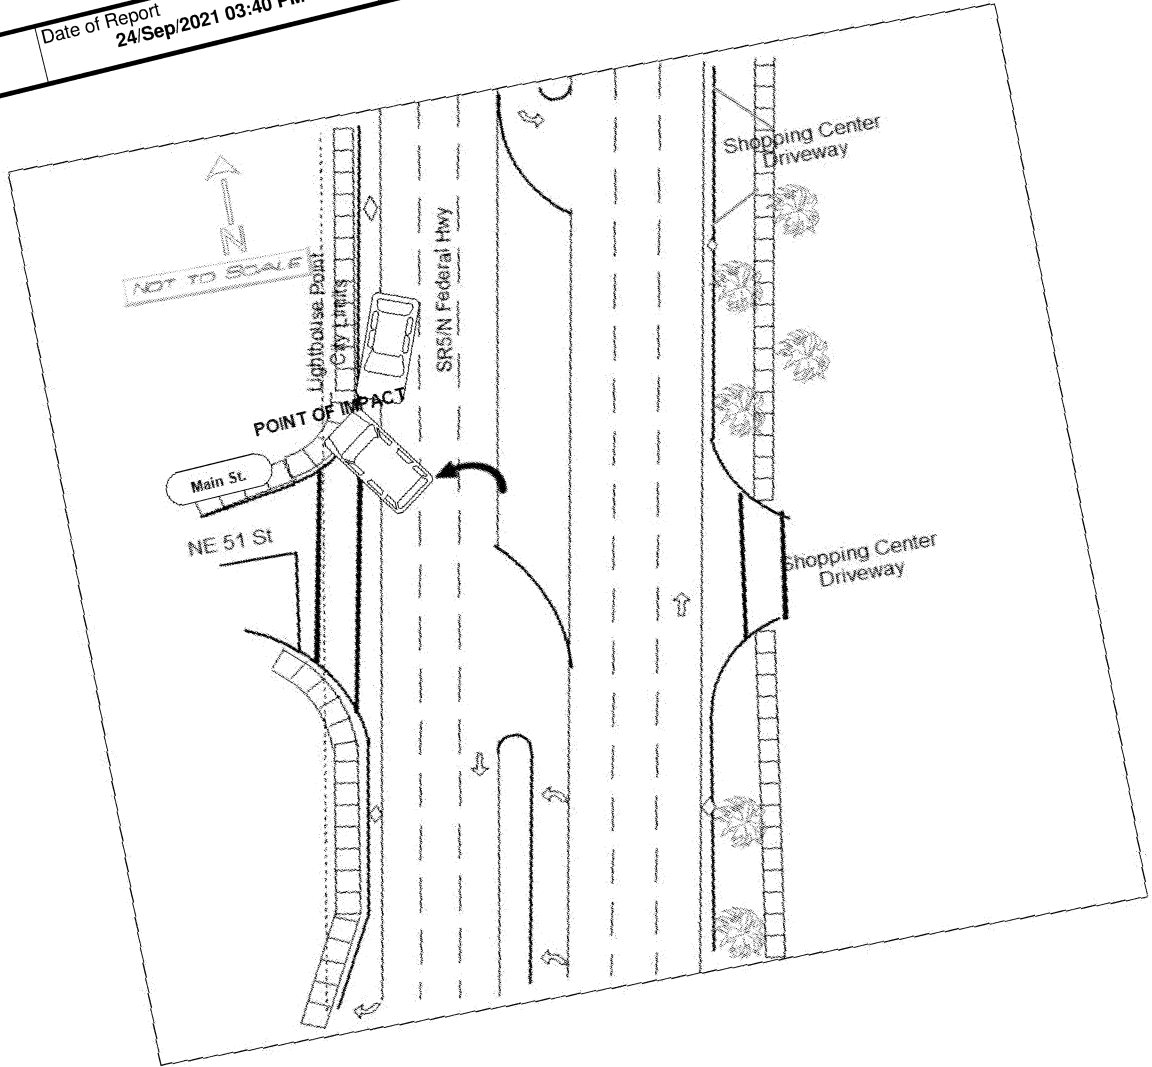 Date of Report
24/Sep/2021 03:40 PM
Shopping Center
Driveway
N
NOT TO SCALE
Lighthouse Point
City Limits
SR5/N Federal Hwy
POINT OF IMPACT
Main St.
NE 51 St
Shopping Center
Driveway